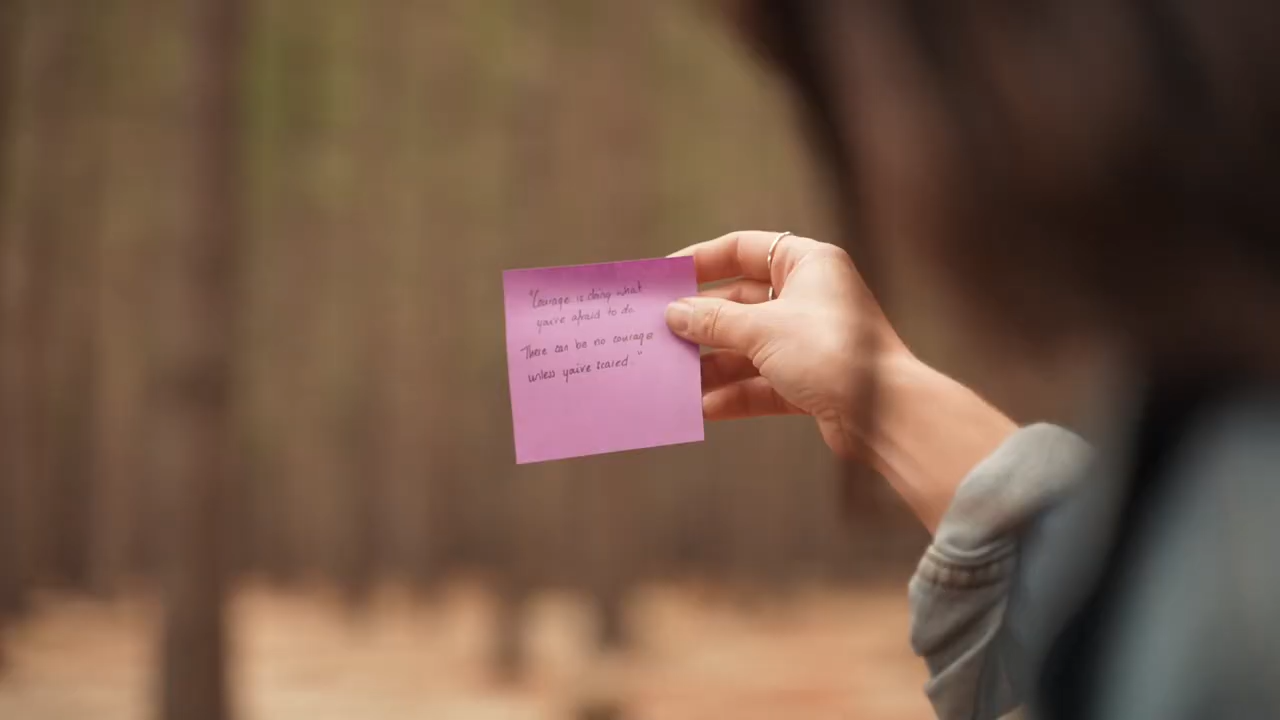 "Courage is doing what
you're afraid to do.
There can be no courage
unless you're scared."